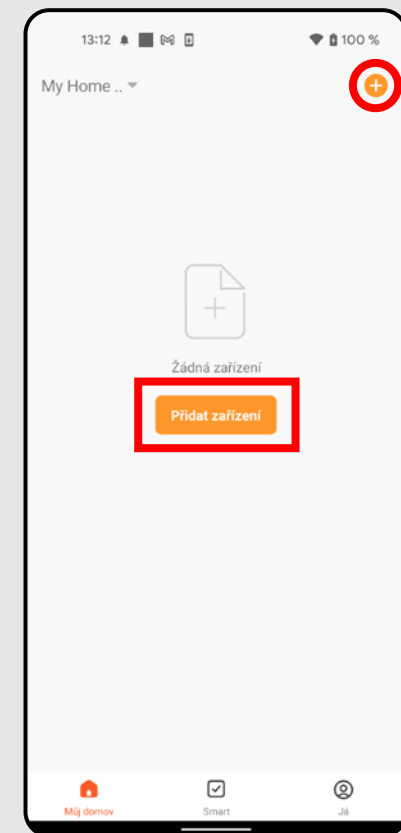 13:12 100 %
My Home ..
Žádná zařízení
Přidat zařízení
Můj domov Smart Já